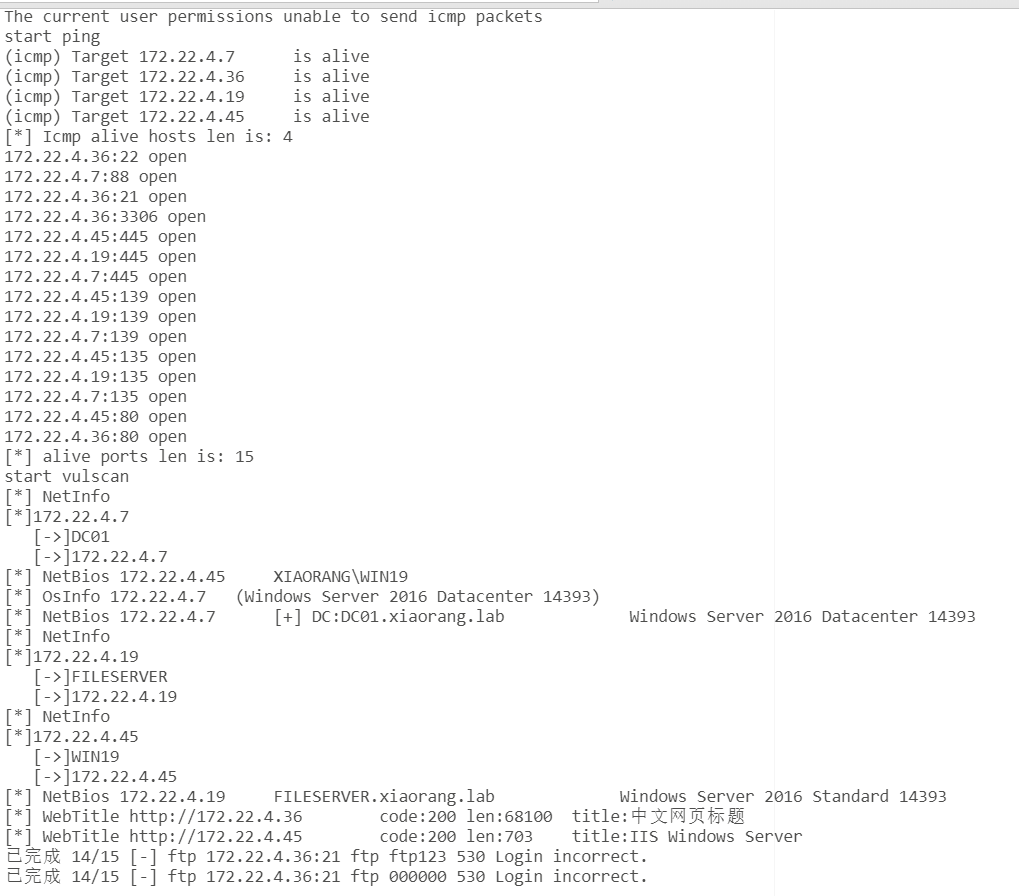 The current user permissions unable to send icmp packets
start ping
(icmp) Target 172.22.4.7      is alive
(icmp) Target 172.22.4.36     is alive
(icmp) Target 172.22.4.19     is alive
(icmp) Target 172.22.4.45     is alive
[*] Icmp alive hosts len is: 4
172.22.4.36:22 open
172.22.4.7:88 open
172.22.4.36:21 open
172.22.4.36:3306 open
172.22.4.45:445 open
172.22.4.19:445 open
172.22.4.7:445 open
172.22.4.45:139 open
172.22.4.19:139 open
172.22.4.7:139 open
172.22.4.45:135 open
172.22.4.19:135 open
172.22.4.7:135 open
172.22.4.45:80 open
172.22.4.36:80 open
[*] alive ports len is: 15
start vulscan
[*] NetInfo
[*]172.22.4.7
   [->]DC01
   [->]172.22.4.7
[*] NetBios 172.22.4.45     XIAORANG\WIN19
[*] OsInfo 172.22.4.7   (Windows Server 2016 Datacenter 14393)
[*] NetBios 172.22.4.7      [+] DC:DC01.xiaorang.lab             Windows Server 2016 Datacenter 14393
[*] NetInfo
[*]172.22.4.19
   [->]FILESERVER
   [->]172.22.4.19
[*] NetInfo
[*]172.22.4.45
   [->]WIN19
   [->]172.22.4.45
[*] NetBios 172.22.4.19     FILESERVER.xiaorang.lab             Windows Server 2016 Standard 14393
[*] WebTitle http://172.22.4.36        code:200 len:68100  title:中文网页标题
[*] WebTitle http://172.22.4.45        code:200 len:703    title:IIS Windows Server
已完成 14/15 [-] ftp 172.22.4.36:21 ftp ftp123 530 Login incorrect.
已完成 14/15 [-] ftp 172.22.4.36:21 ftp 000000 530 Login incorrect.